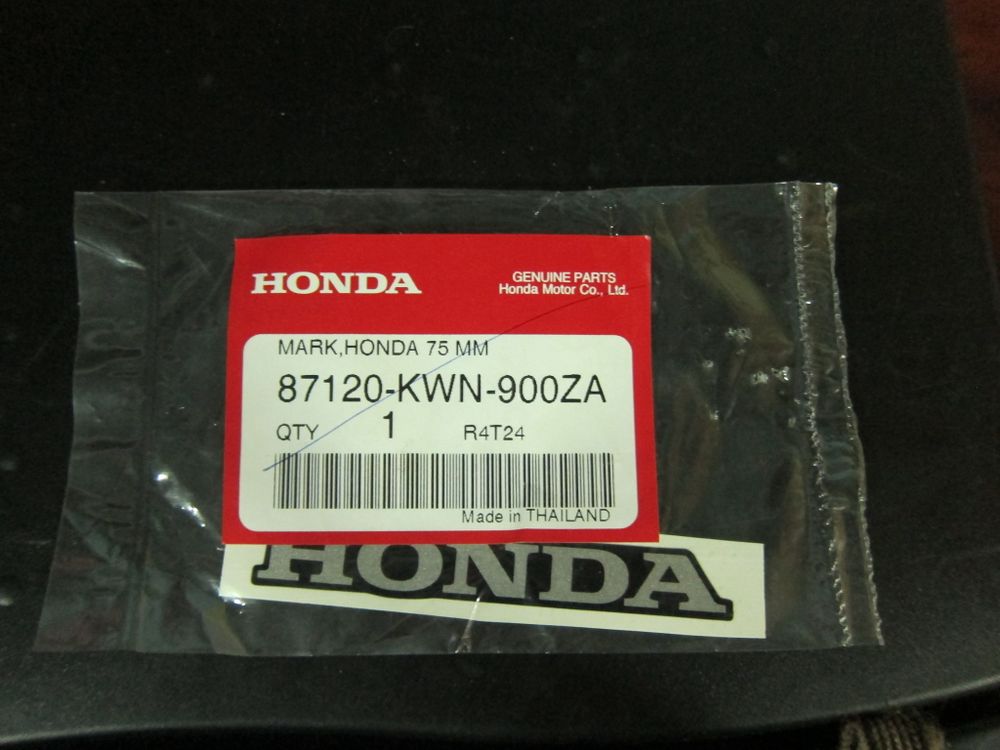 HONDA
GENUINE PARTS
Honda Motor Co., Ltd.
MARK,HONDA 75 MM
87120-KWN-900ZA
QTY 1 R4T24
Made in THAILAND
HONDA